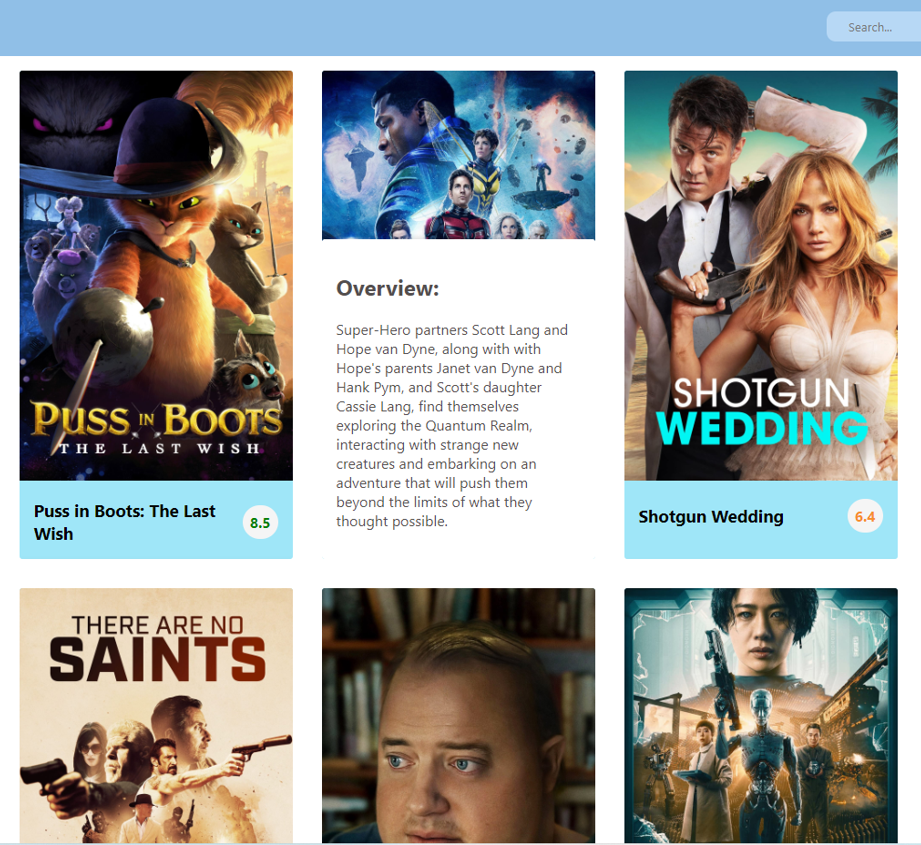 Search...
PUSS IN BOOTS
THE LAST WISH
Puss in Boots: The Last
Wish
8.5
Overview:
Super-Hero partners Scott Lang and
Hope van Dyne, along with with
Hope's parents Janet van Dyne and
Hank Pym, and Scott's daughter
Cassie Lang, find themselves
exploring the Quantum Realm,
interacting with strange new
creatures and embarking on an
adventure that will push them
beyond the limits of what they
thought possible.
SHOTGUN
WEDDING
Shotgun Wedding
6.4
THERE ARE NO
SAINTS